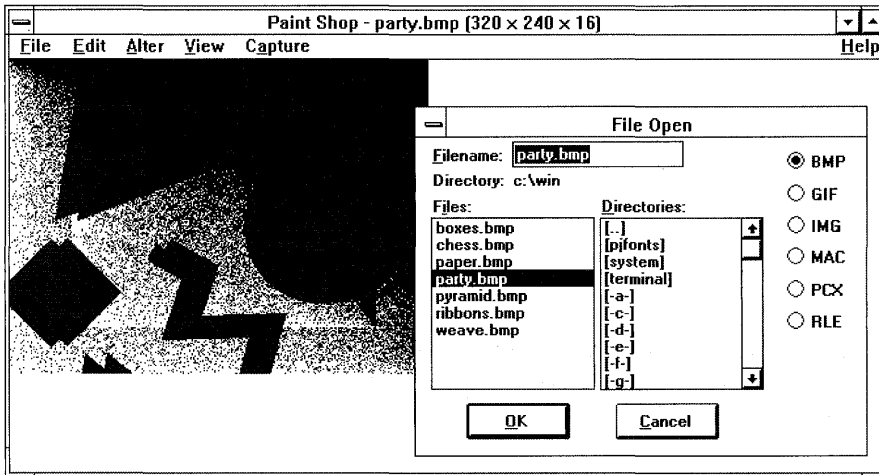 Paint Shop - party.bmp (320 × 240 × 16)
File Edit Alter View Capture Help
File Open
Filename: party.bmp
Directory: c:\win
Files:
boxes.bmp
chess.bmp
paper.bmp
party.bmp
pyramid.bmp
ribbons.bmp
weave.bmp
Directories:
[..]
[pjfonts]
[system]
[terminal]
[-a-]
[-c-]
[-d-]
[-e-]
[-f-]
[-g-]
BMP
GIF
IMG
MAC
PCX
RLE
OK Cancel